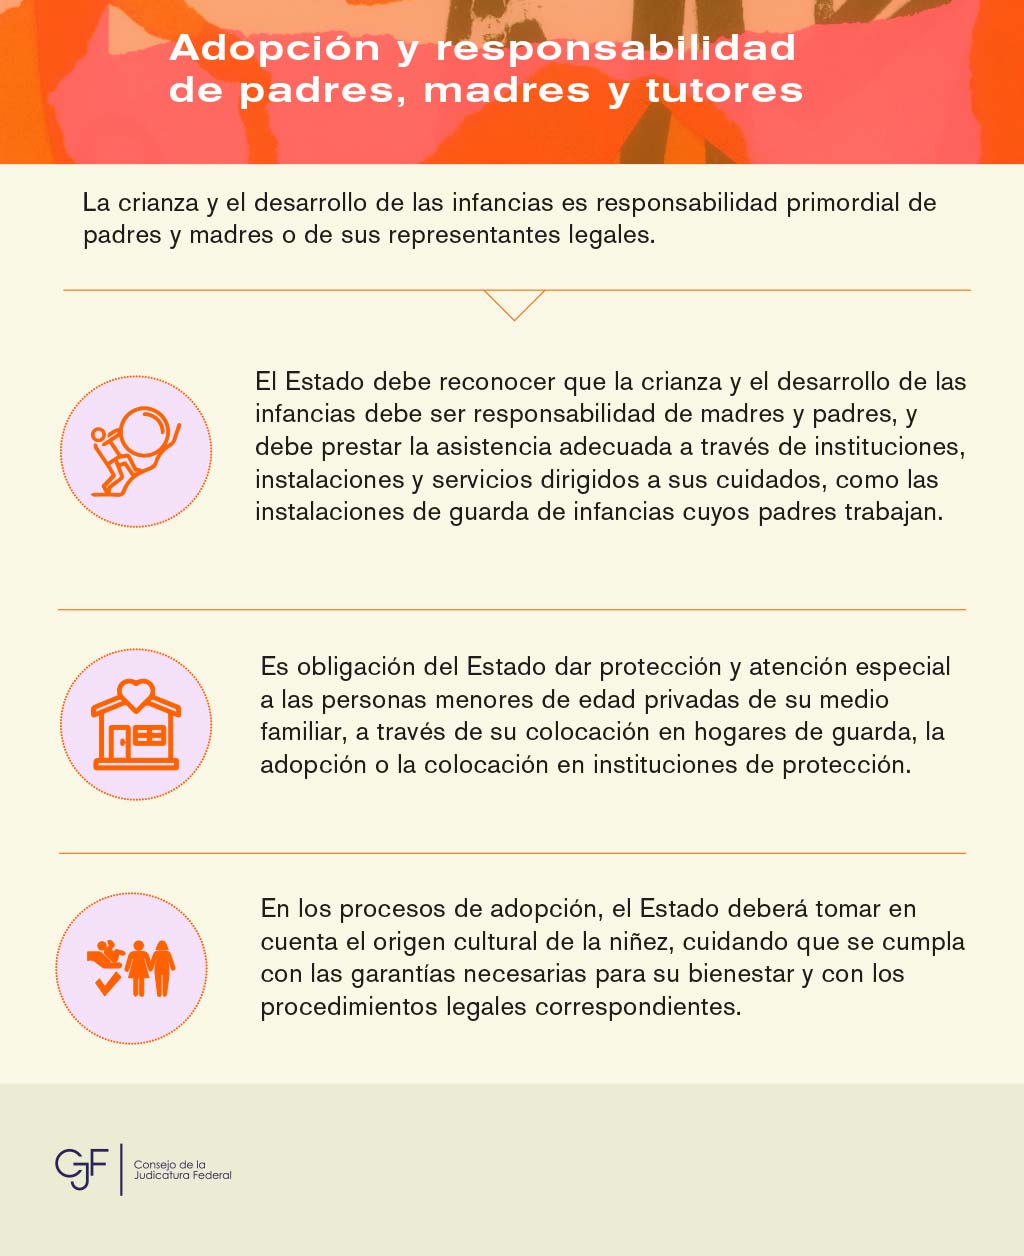 Adopción y responsabilidad
de padres, madres y tutores
La crianza y el desarrollo de las infancias es responsabilidad primordial de
padres y madres o de sus representantes legales.
El Estado debe reconocer que la crianza y el desarrollo de las
infancias debe ser responsabilidad de madres y padres, y
debe prestar la asistencia adecuada a través de instituciones,
instalaciones y servicios dirigidos a sus cuidados, como las
instalaciones de guarda de infancias cuyos padres trabajan.
Es obligación del Estado dar protección y atención especial
a las personas menores de edad privadas de su medio
familiar, a través de su colocación en hogares de guarda, la
adopción o la colocación en instituciones de protección.
En los procesos de adopción, el Estado deberá tomar en
cuenta el origen cultural de la niñez, cuidando que se cumpla
con las garantías necesarias para su bienestar y con los
procedimientos legales correspondientes.
CJF
Consejo de la
Judicatura Federal